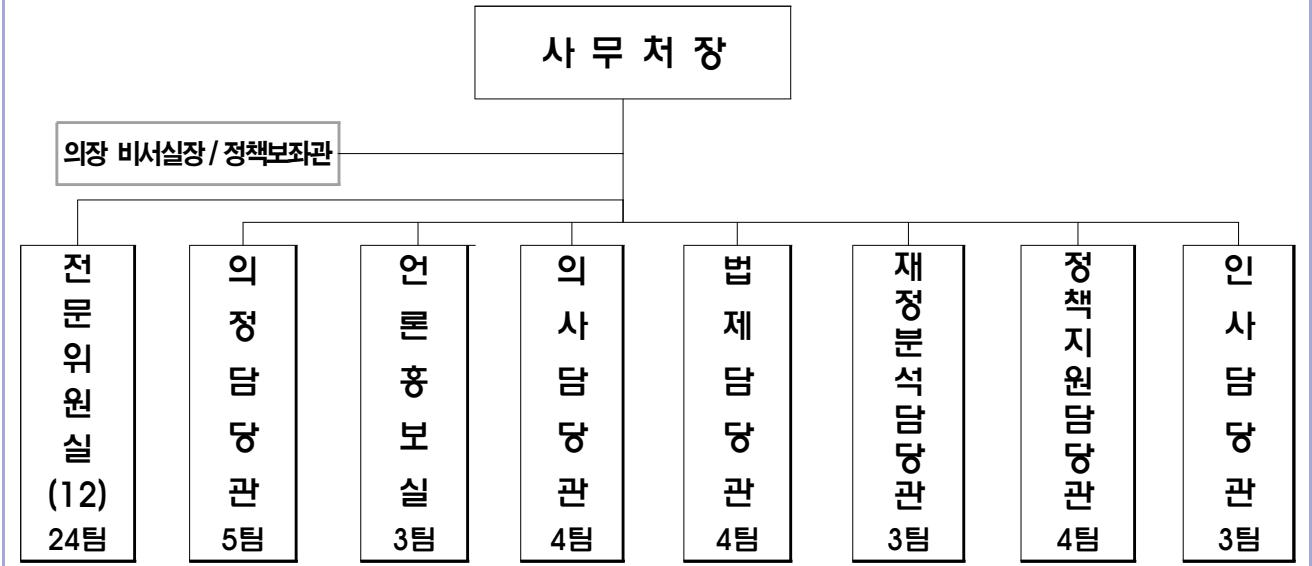 사무처장
의장 비서실장 / 정책보좌관
전문위원실
(12)
24팀
의정담당관
5팀
언론홍보실
3팀
의사담당관
4팀
법제담당관
4팀
재정분석담당관
3팀
정책지원담당관
4팀
인사담당관
3팀